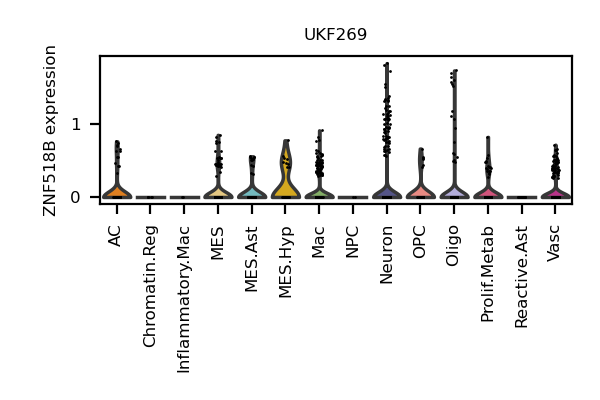 UKF269
ZNF518B expression
1
0
AC
Chromatin.Reg
Inflammatory.Mac
MES
MES.Ast
MES.Hyp
Mac
NPC
Neuron
OPC
Oligo
Prolif.Metab
Reactive.Ast
Vasc